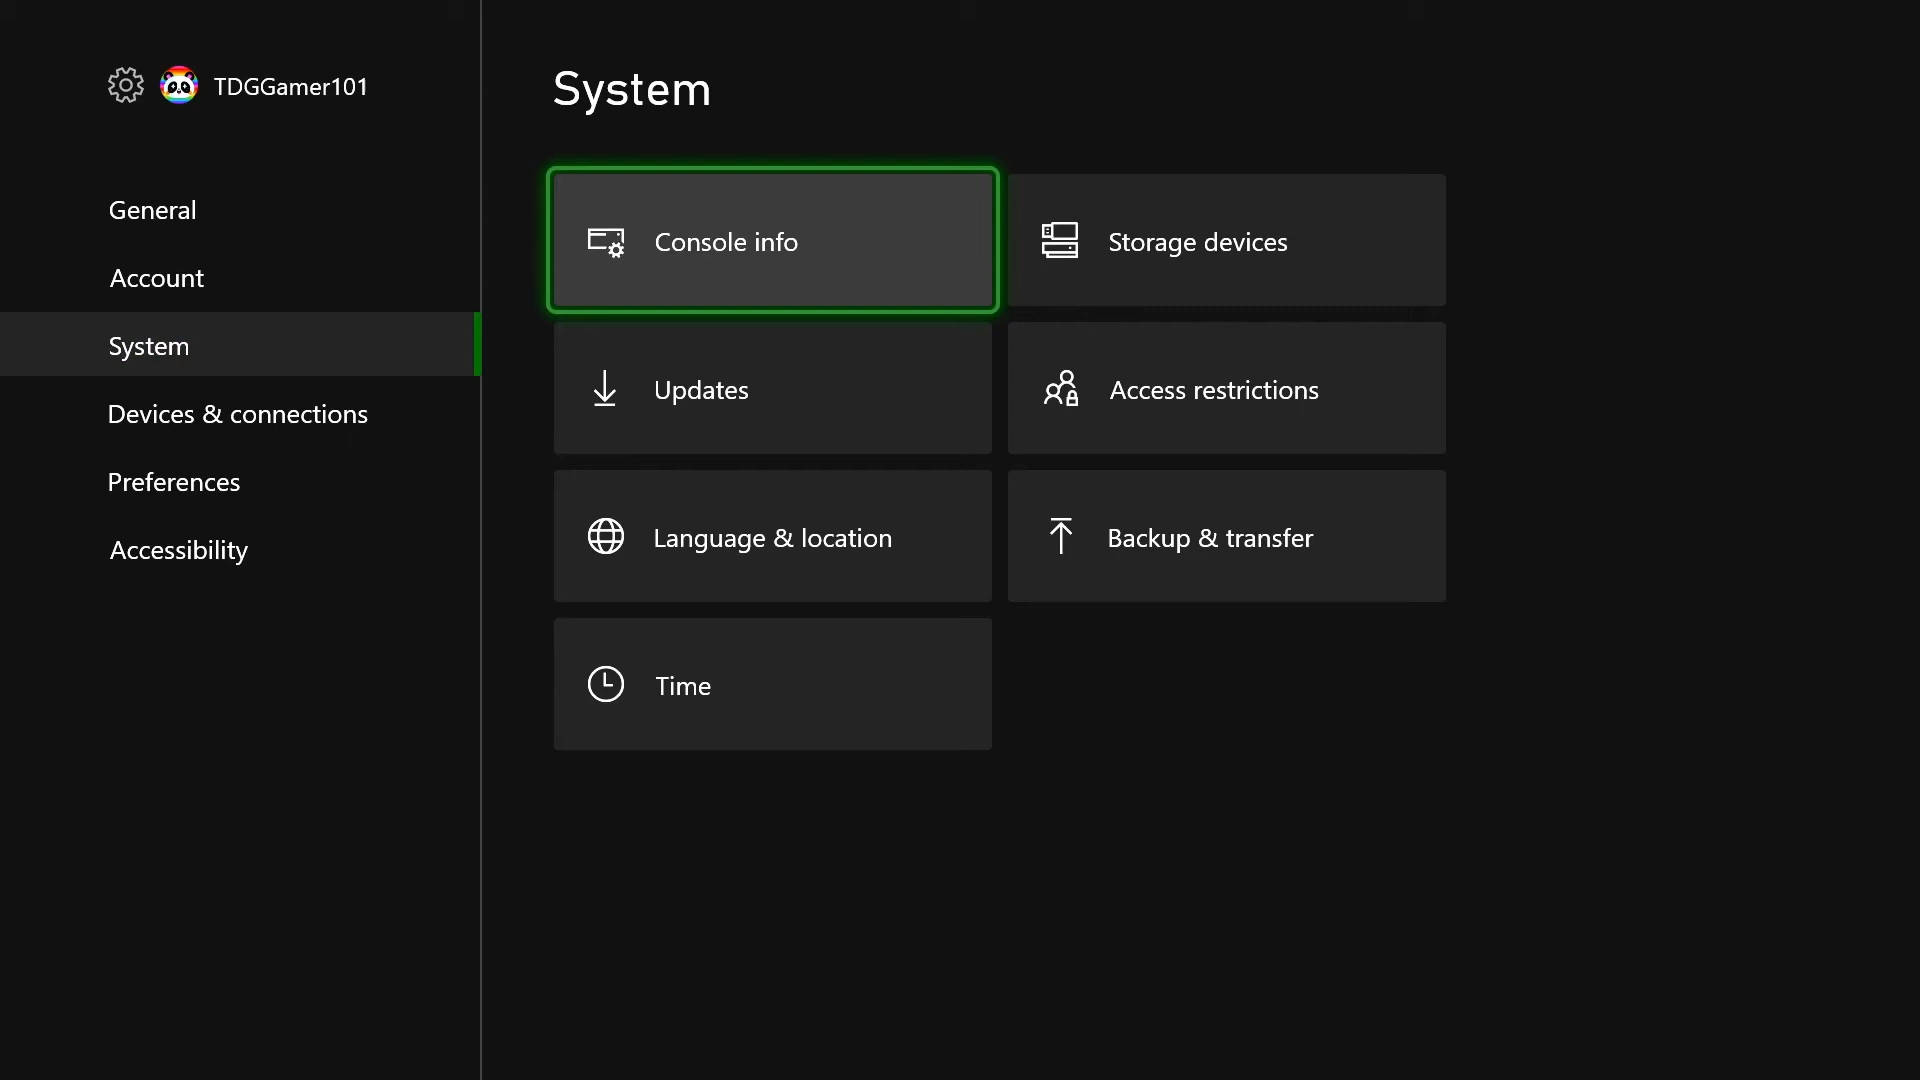 TDGGamer101
General
Account
System
Devices & connections
Preferences
Accessibility
System
Console info
Storage devices
Updates
Access restrictions
Language & location
Backup & transfer
Time